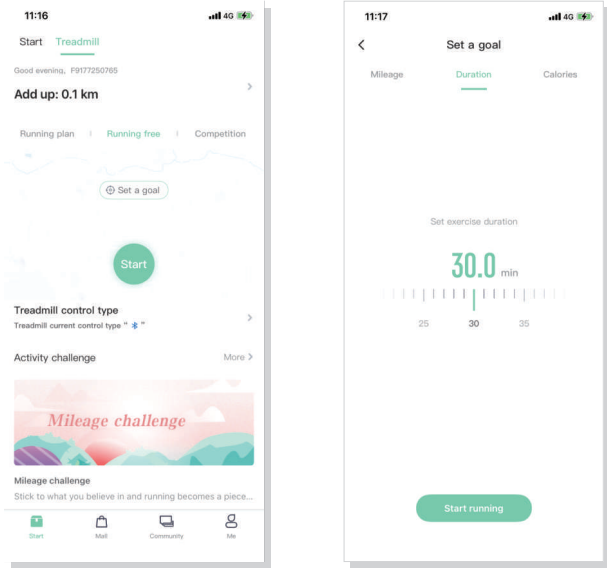 11:16
4G
Start Treadmill
Good evening, F9177250765
Add up: 0.1 km
Running plan Running free Competition
Set a goal
Start
Treadmill control type
Treadmill current control type " "
Activity challenge More >
Mileage challenge
Mileage challenge
Stick to what you believe in and running becomes a piece...
Start Mall Community Me
11:17
4G
Set a goal
Mileage Duration Calories
Set exercise duration
30.0 min
25 30 35
Start running